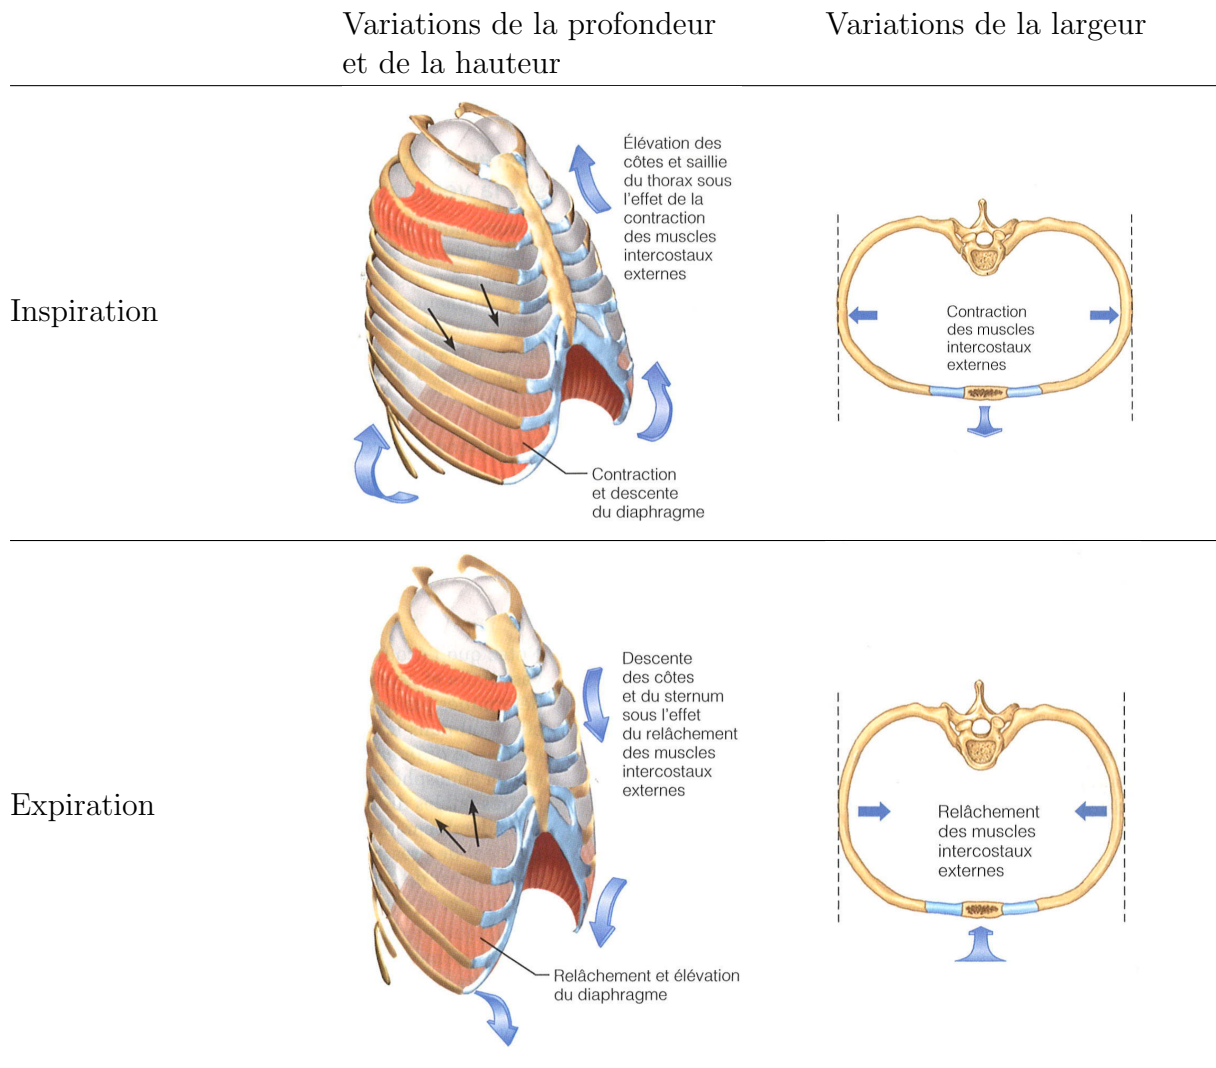 Variations de la profondeur
et de la hauteur
Variations de la largeur
Inspiration
Élévation des
côtes et saillie
du thorax sous
l'effet de la
contraction
des muscles
intercostaux
externes
Contraction
et descente
du diaphragme
Contraction
des muscles
intercostaux
externes
Expiration
Descente
des côtes
et du sternum
sous l'effet
du relâchement
des muscles
intercostaux
externes
Relâchement et élévation
du diaphragme
Relâchement
des muscles
intercostaux
externes